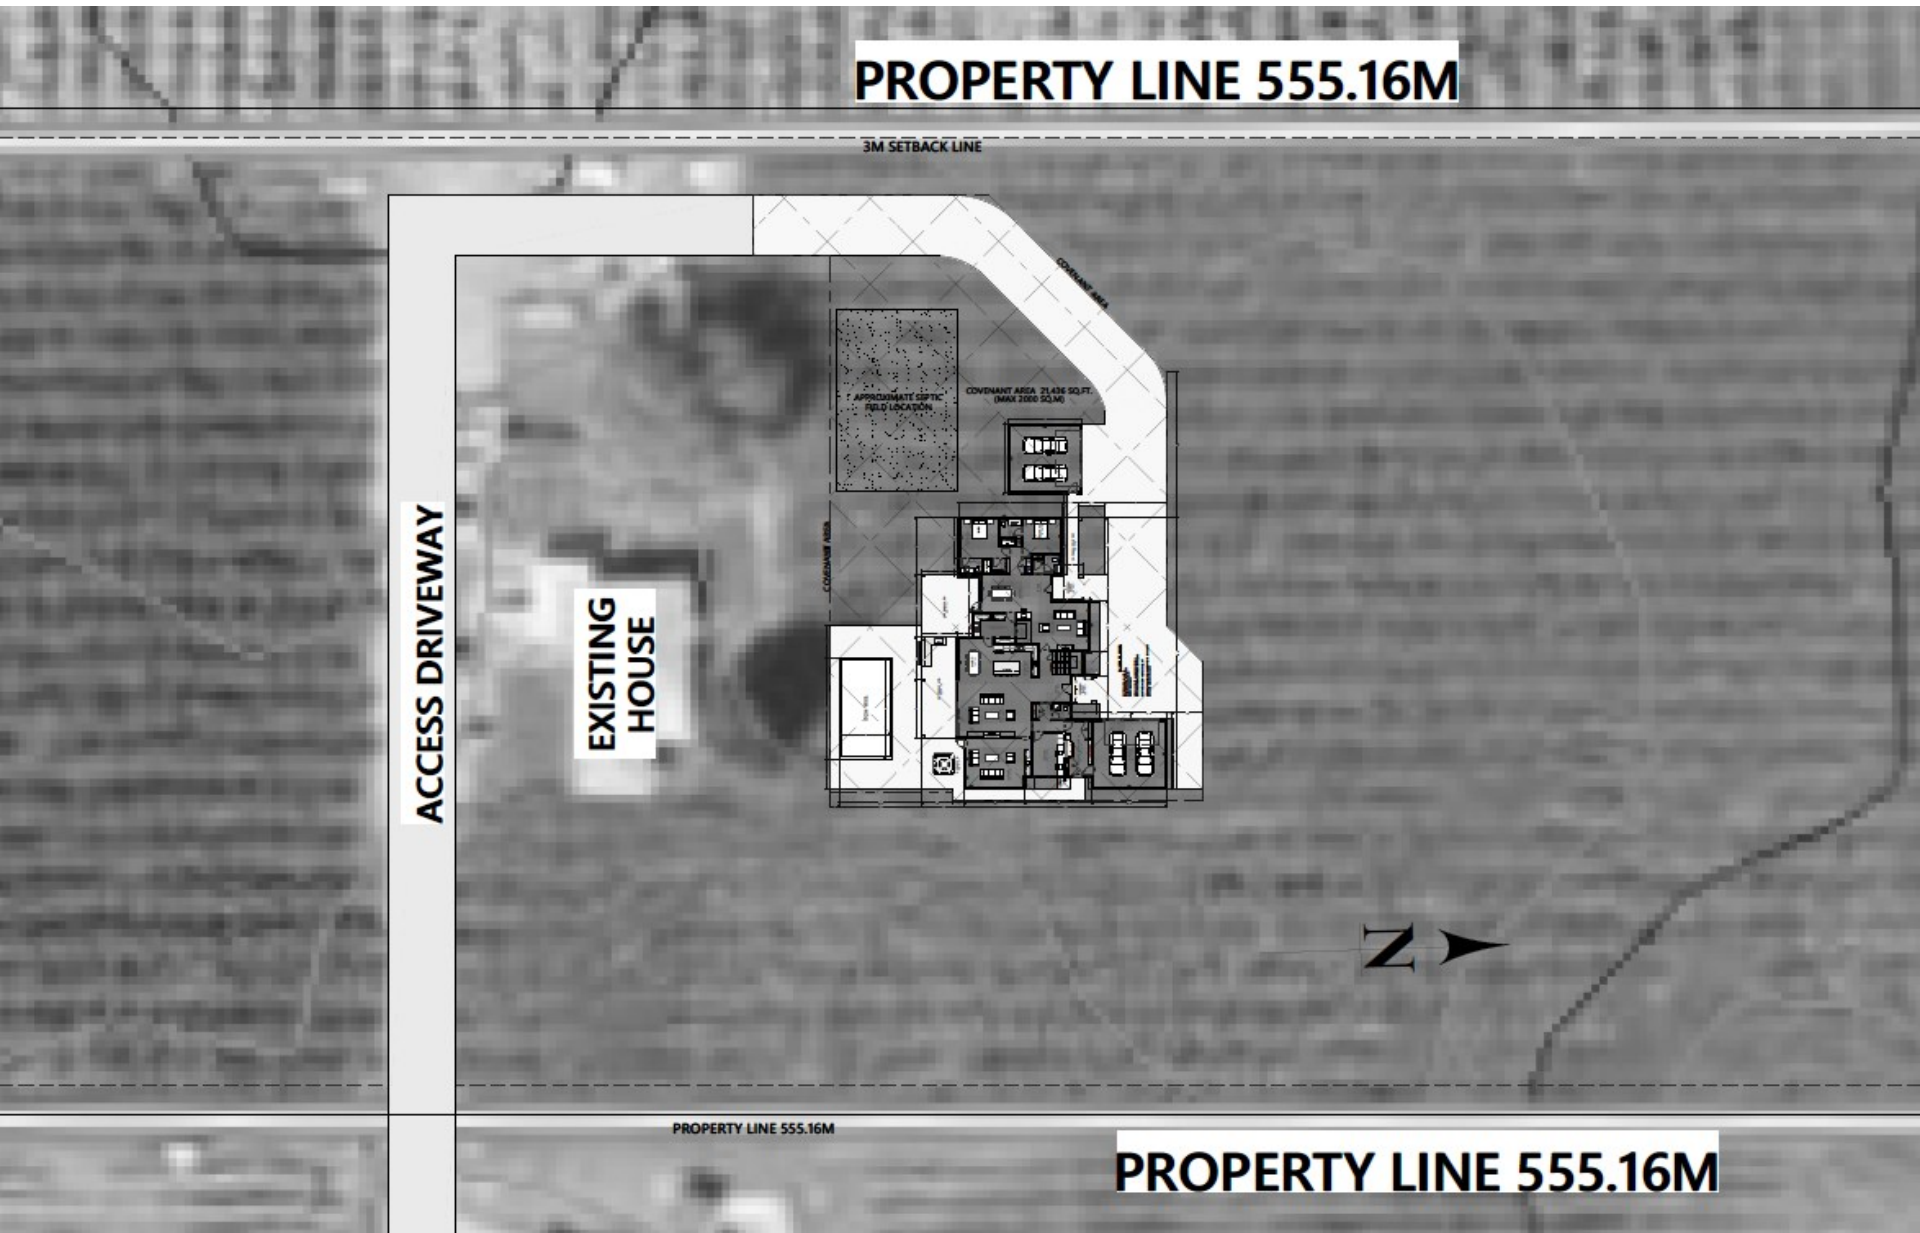 PROPERTY LINE 555.16M
3M SETBACK LINE
COVENANT AREA
COVENANT AREA 21,436 SQ.FT.
(MAX 2000 SQ.M)
APPROXIMATE SEPTIC
FIELD LOCATION
COVENANT AREA
ACCESS DRIVEWAY
EXISTING
HOUSE
N
PROPERTY LINE 555.16M
PROPERTY LINE 555.16M